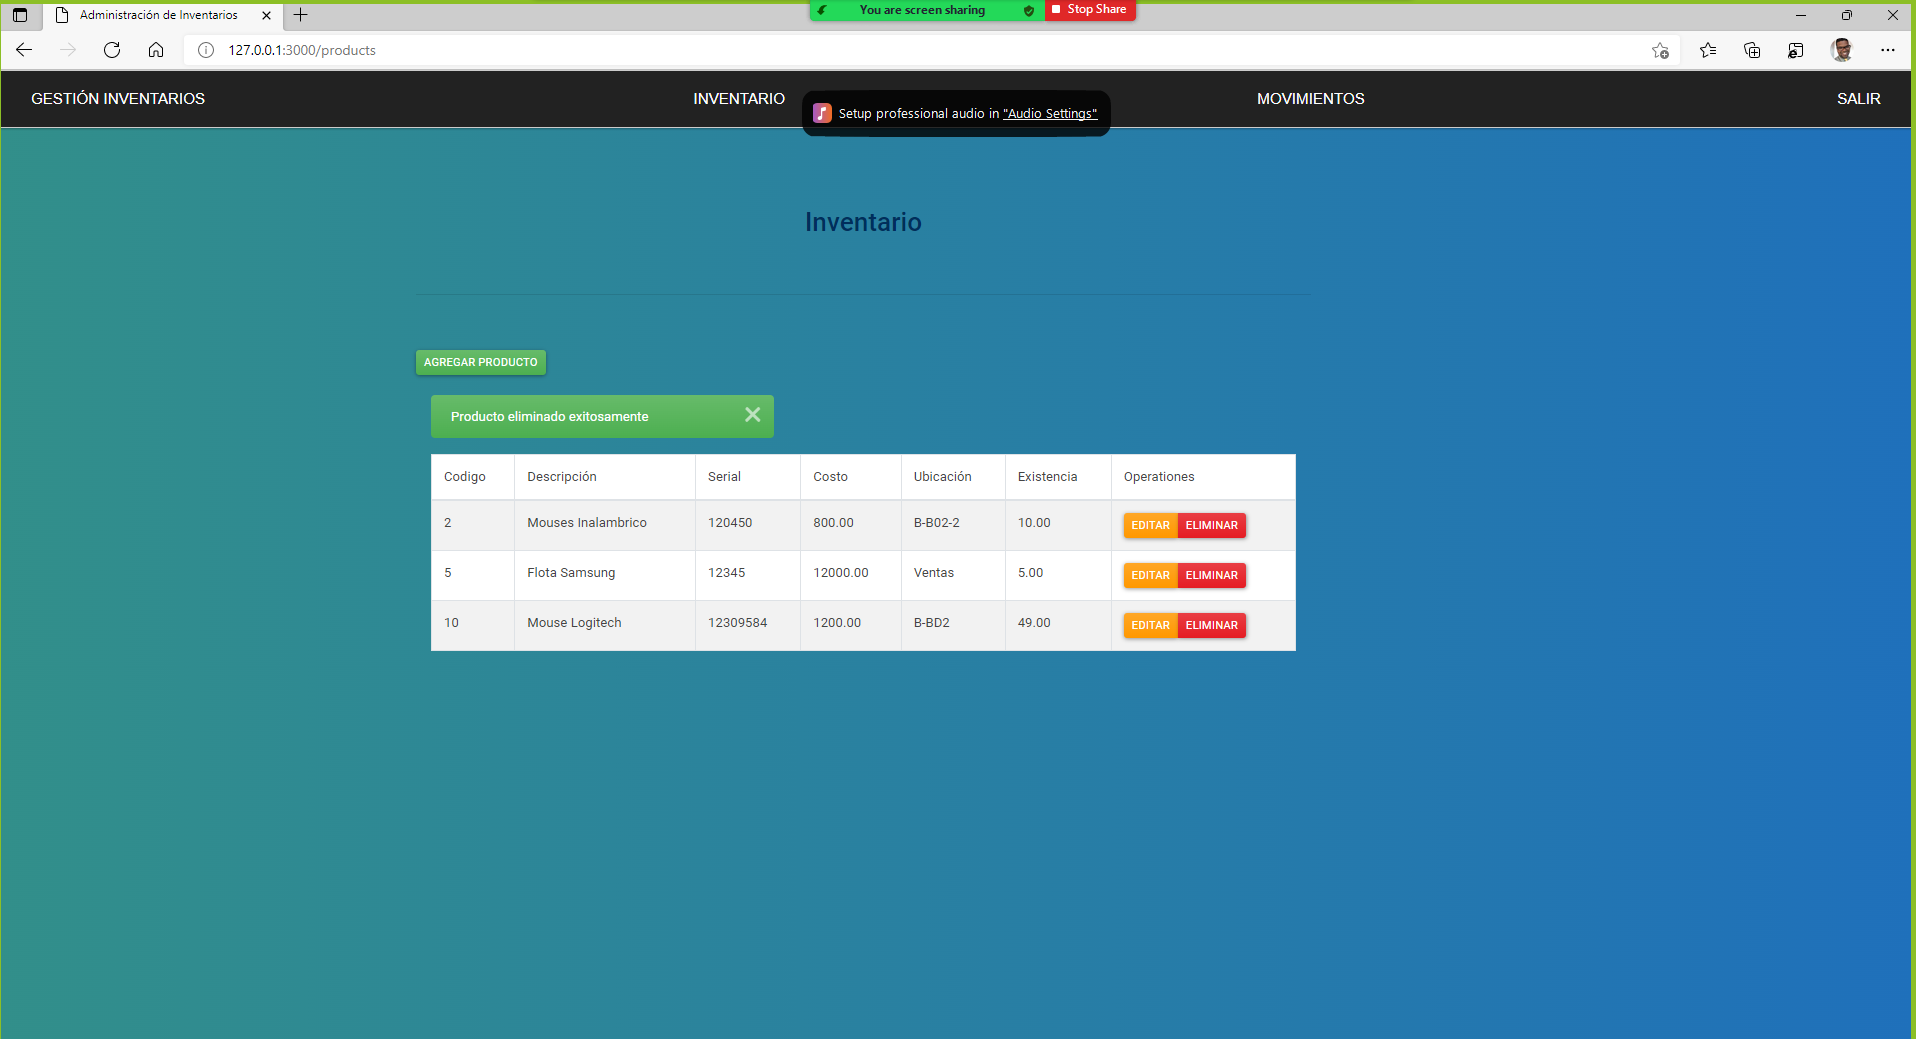 You are screen sharing Stop Share
Administración de Inventarios
127.0.0.1:3000/products
GESTIÓN INVENTARIOS INVENTARIO MOVIMIENTOS SALIR
Setup professional audio in "Audio Settings"
Inventario
AGREGAR PRODUCTO
Producto eliminado exitosamente
Codigo Descripción Serial Costo Ubicación Existencia Operationes
2 Mouses Inalambrico 120450 800.00 B-B02-2 10.00 EDITAR ELIMINAR
5 Flota Samsung 12345 12000.00 Ventas 5.00 EDITAR ELIMINAR
10 Mouse Logitech 12309584 1200.00 B-BD2 49.00 EDITAR ELIMINAR